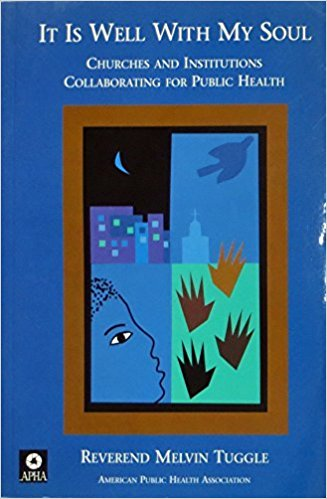 IT IS WELL WITH MY SOUL
CHURCHES AND INSTITUTIONS
COLLABORATING FOR PUBLIC HEALTH
APHA
REVEREND MELVIN TUGGLE
AMERICAN PUBLIC HEALTH ASSOCIATION